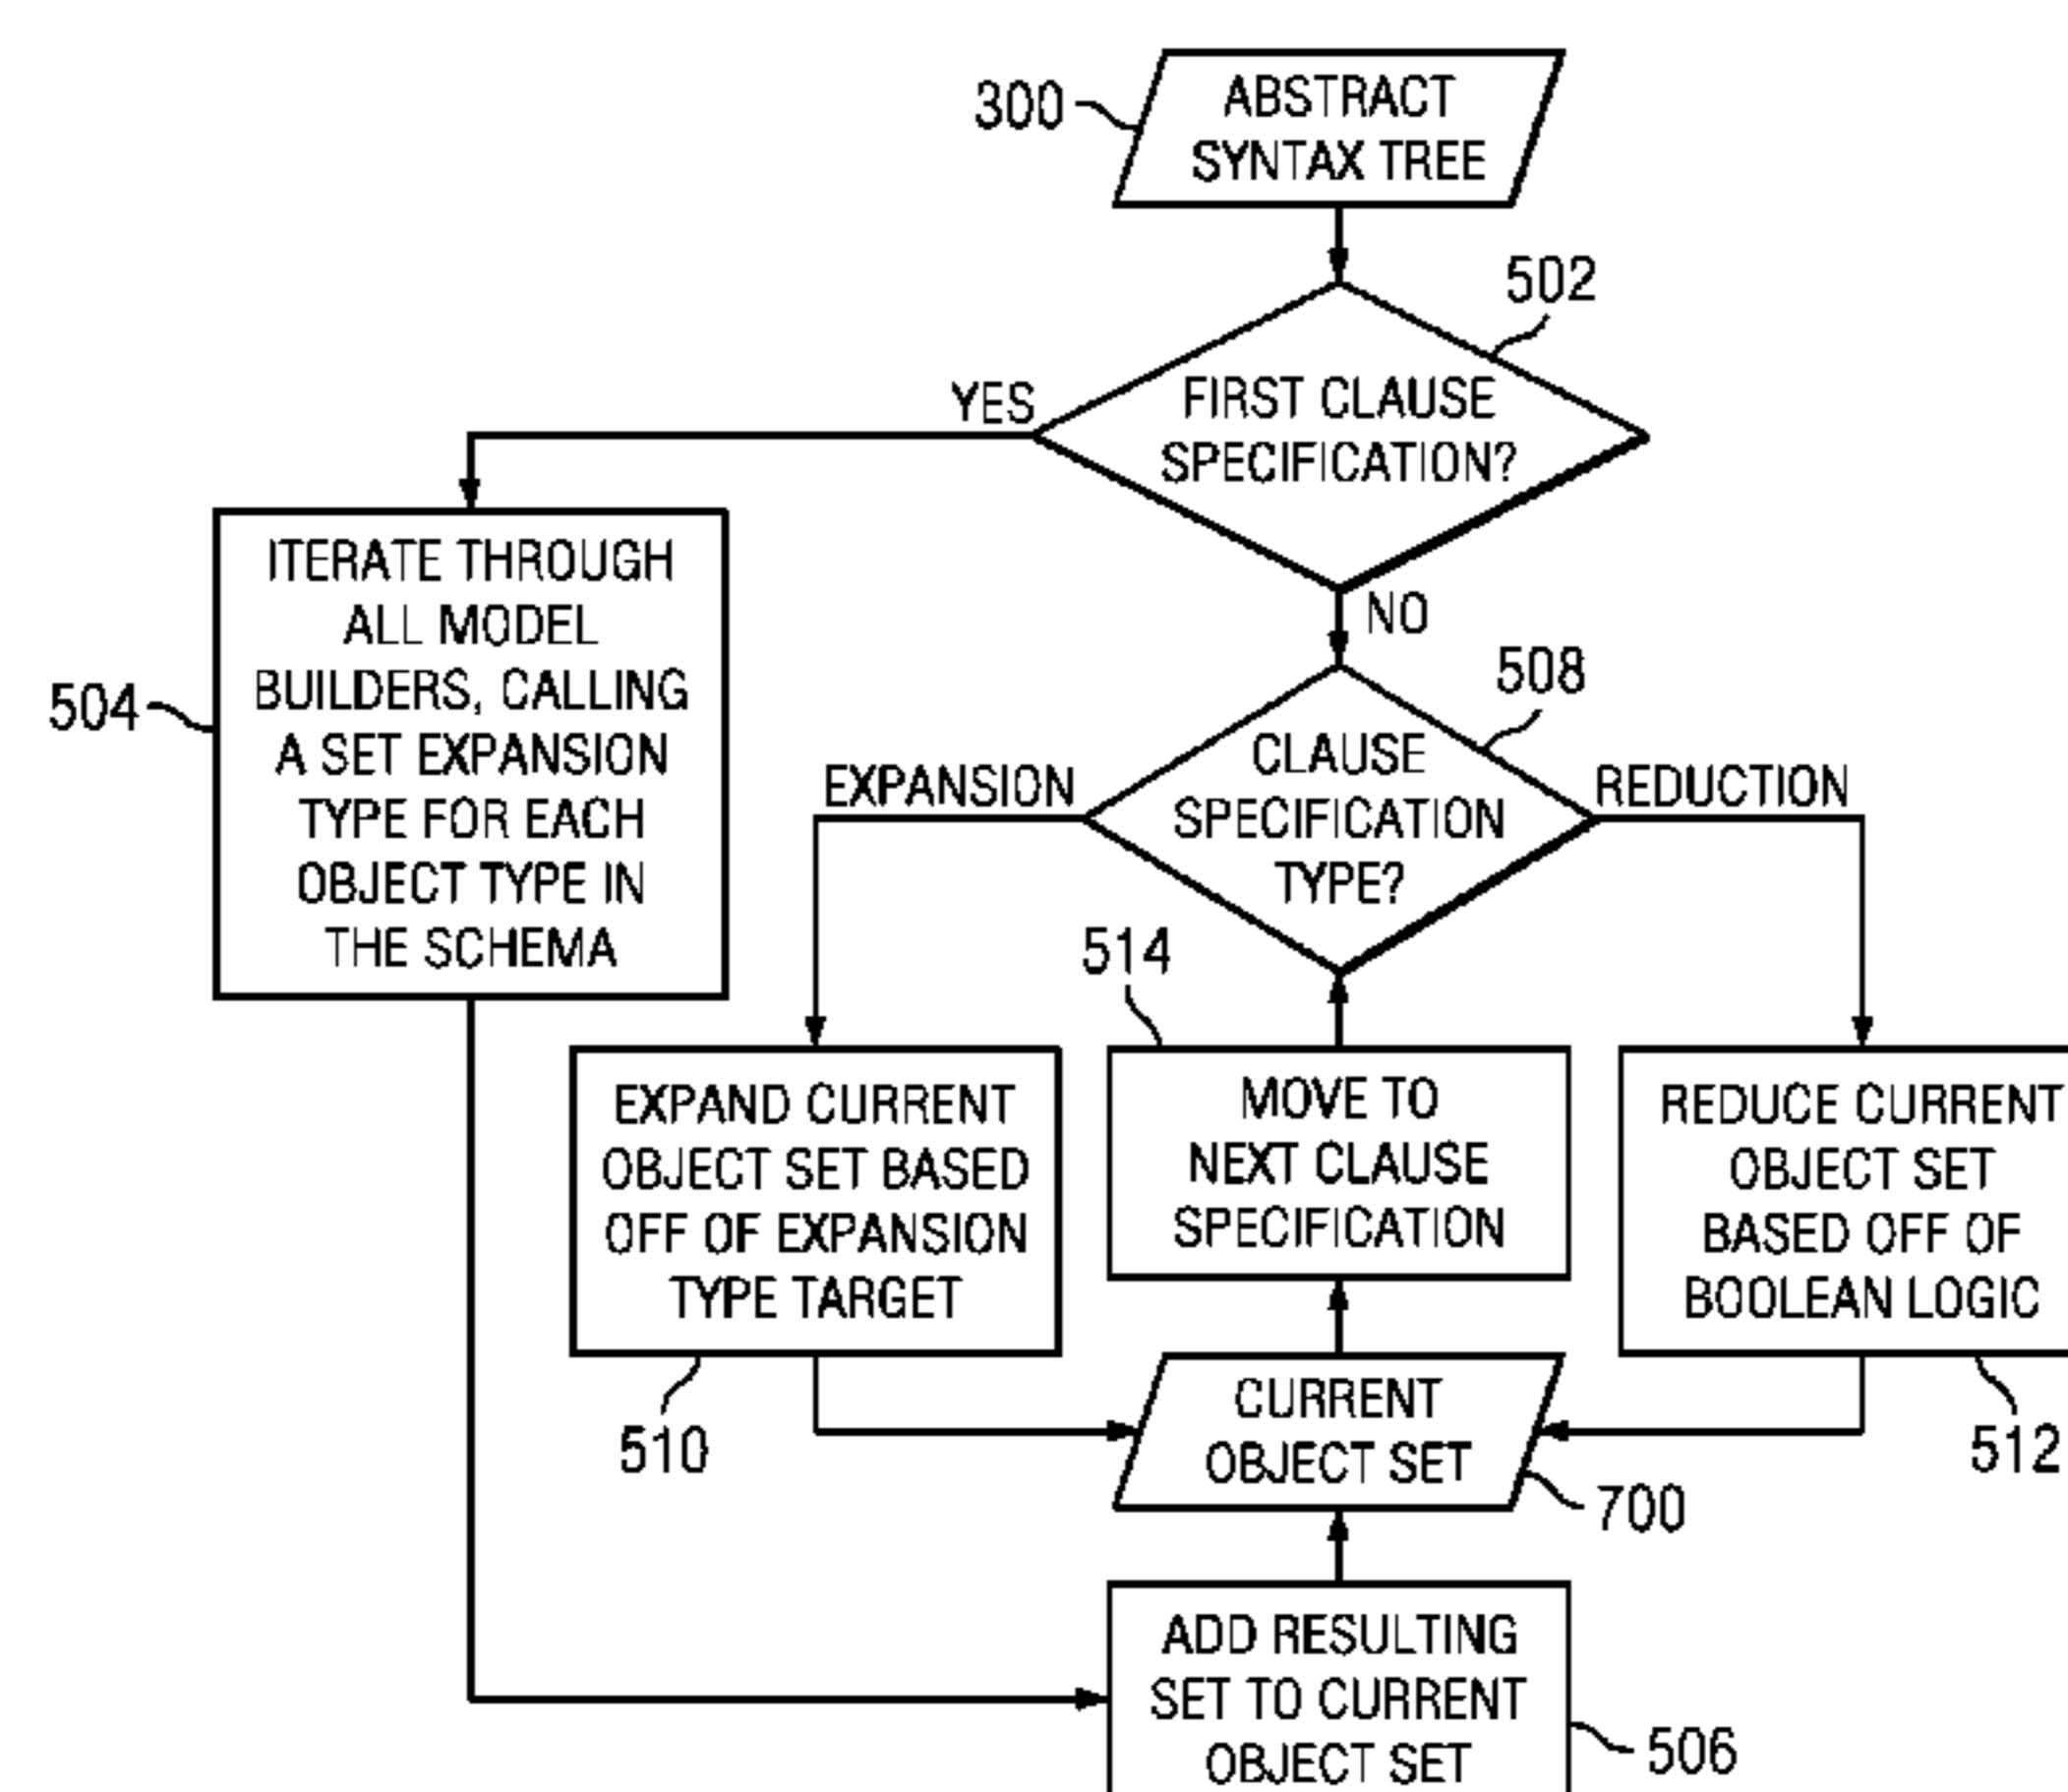 300
ABSTRACT
SYNTAX TREE
502
FIRST CLAUSE
SPECIFICATION?
YES
NO
504
ITERATE THROUGH
ALL MODEL
BUILDERS, CALLING
A SET EXPANSION
TYPE FOR EACH
OBJECT TYPE IN
THE SCHEMA
508
CLAUSE
SPECIFICATION
TYPE?
EXPANSION
REDUCTION
514
EXPAND CURRENT
OBJECT SET BASED
OFF OF EXPANSION
TYPE TARGET
510
MOVE TO
NEXT CLAUSE
SPECIFICATION
REDUCE CURRENT
OBJECT SET
BASED OFF OF
BOOLEAN LOGIC
512
CURRENT
OBJECT SET
700
ADD RESULTING
SET TO CURRENT
OBJECT SET
506